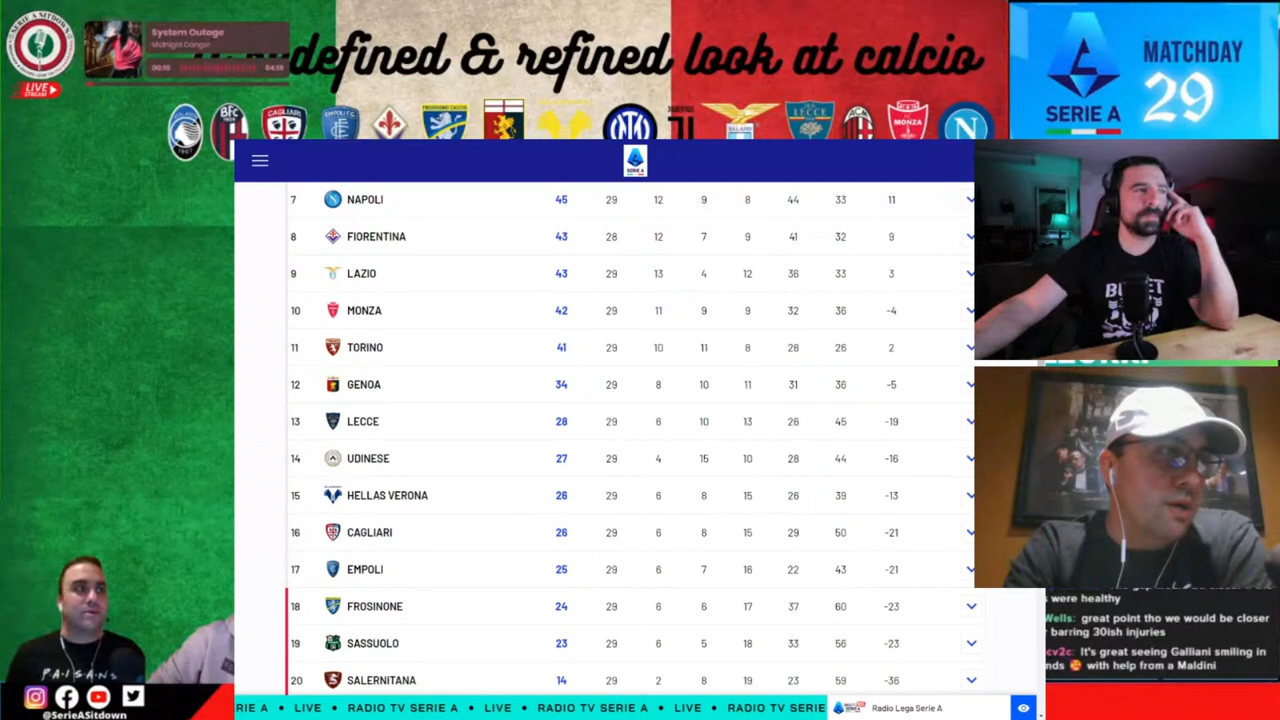 System Outage
Midnight Danger
00:10
04:59
defined & refined look at calcio
LIVE
STREAM
SERIE A SITDOWN
MATCHDAY
29
SERIE A
7 NAPOLI 45 29 12 9 8 44 33 11
8 FIORENTINA 43 28 12 7 9 41 32 9
9 LAZIO 43 29 13 4 12 36 33 3
10 MONZA 42 29 11 9 9 32 36 -4
11 TORINO 41 29 10 11 8 28 26 2
12 GENOA 34 29 8 10 11 31 36 -5
13 LECCE 28 29 6 10 13 26 45 -19
14 UDINESE 27 29 4 15 10 28 44 -16
15 HELLAS VERONA 26 29 6 8 15 26 39 -13
16 CAGLIARI 26 29 6 8 15 29 50 -21
17 EMPOLI 25 29 6 7 16 22 43 -21
18 FROSINONE 24 29 6 6 17 37 60 -23
19 SASSUOLO 23 29 6 5 18 33 56 -23
20 SALERNITANA 14 29 2 8 19 23 59 -36
were healthy
Wells: great point tho we would be closer
barring 30ish injuries
cv2c: It's great seeing Galliani smiling in
nds with help from a Maldini
PAISANS
@SerieASitdown
RIE A • LIVE • RADIO TV SERIE A • LIVE • RADIO TV SERIE A • LIVE • RADIO TV SERIE
Radio Lega Serie A